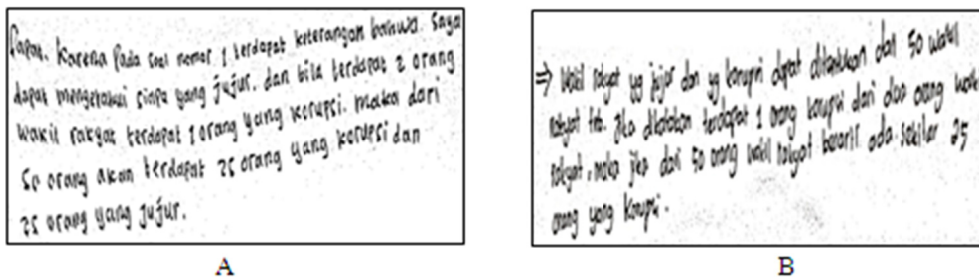 Dapat. Karena Pada soal nomor 1 terdapat keterangan bahwa saya
dapat mengetahui siapa yang jujur. dan bila terdapat 2 orang
wakil rakyat terdapat 1 orang yang korupsi. maka dari
50 orang akan terdapat 25 orang yang korupsi dan
25 orang yang jujur.
A
⇒ Wakil rakyat yg jujur dan yg korupsi dapat ditentukan dari 50 wakil
rakyat tsb. Jika dikatakan terdapat 1 orang korupsi dari dua orang wakil
rakyat, maka jika dari 50 orang wakil rakyat berarti ada sekitar 25
orang yang korupsi.
B